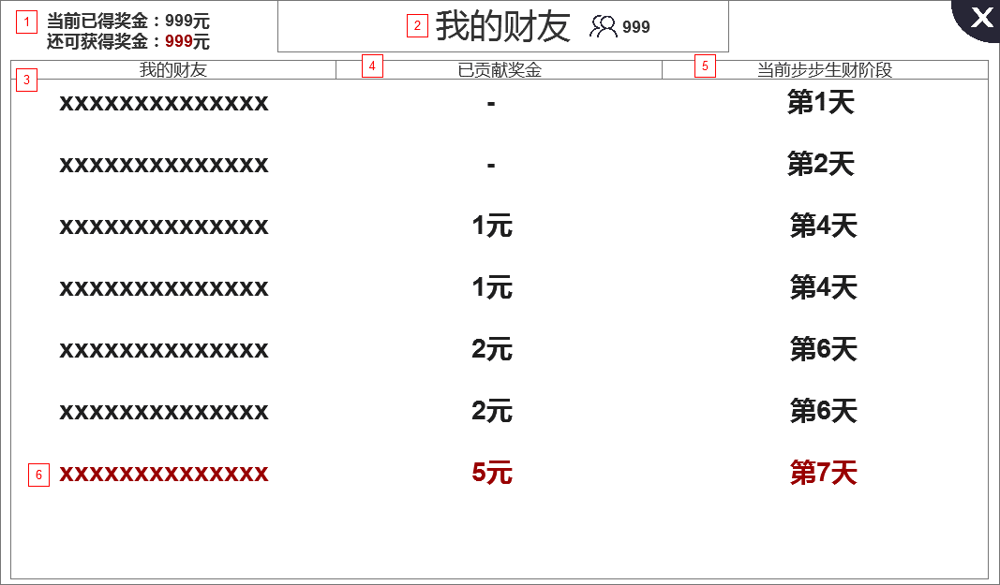 1 当前已得奖金：999元
还可获得奖金：999元
2 我的财友 999
X
3 我的财友 4 已贡献奖金 5 当前步步生财阶段
xxxxxxxxxxxxxx - 第1天
xxxxxxxxxxxxxx - 第2天
xxxxxxxxxxxxxx 1元 第4天
xxxxxxxxxxxxxx 1元 第4天
xxxxxxxxxxxxxx 2元 第6天
xxxxxxxxxxxxxx 2元 第6天
6 xxxxxxxxxxxxxx 5元 第7天